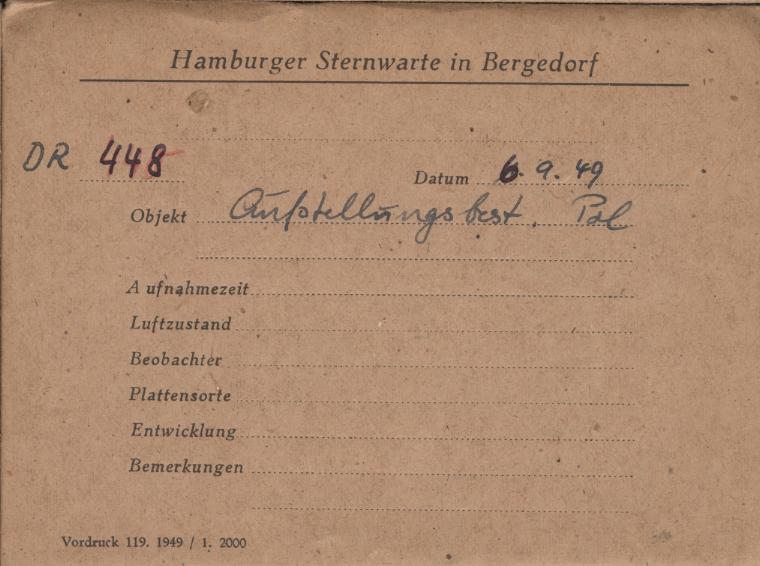 Hamburger Sternwarte in Bergedorf
DR 448
Datum 6. 9. 49
Objekt Aufstellungsbest. Pol
Aufnahmezeit
Luftzustand
Beobachter
Plattensorte
Entwicklung
Bemerkungen
Vordruck 119. 1949 / 1. 2000